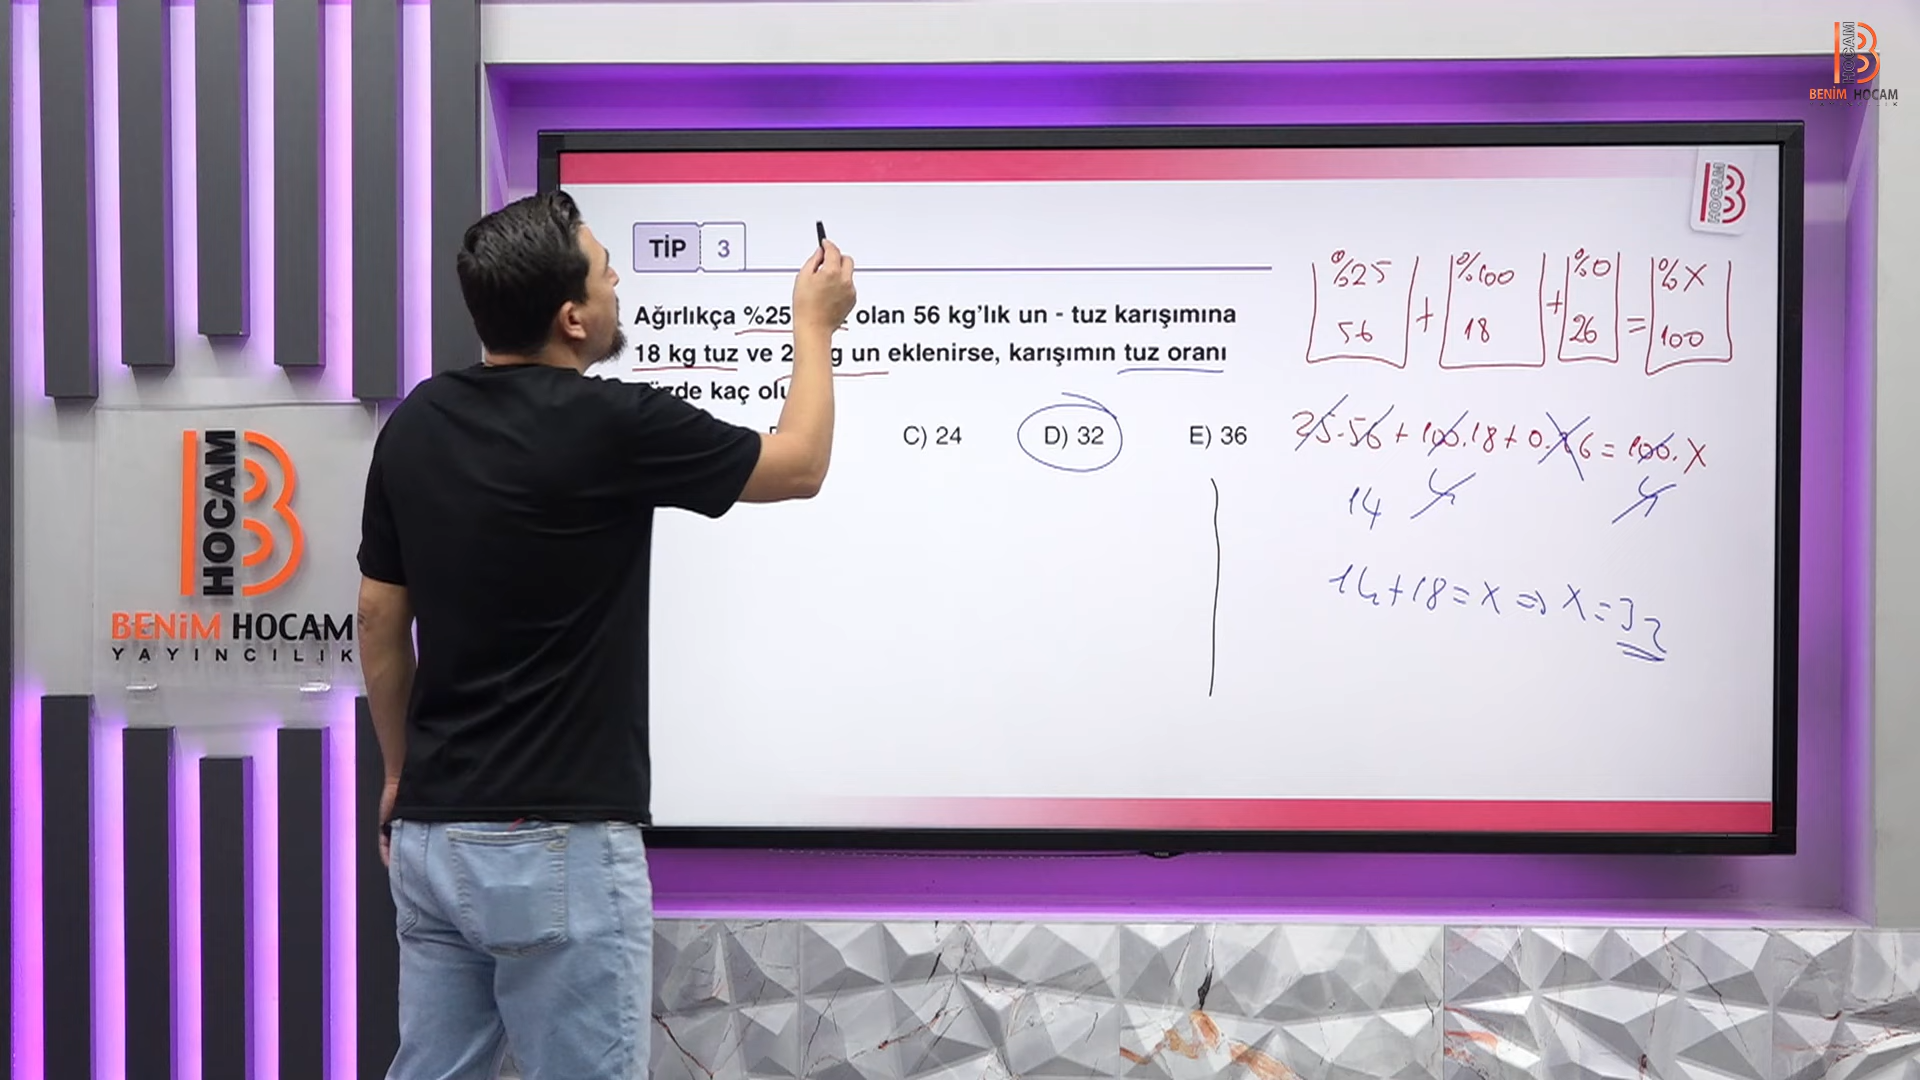 BENİM HOCAM
HOCAM
TİP 3
Ağırlıkça %25 olan 56 kg'lık un - tuz karışımına
18 kg tuz ve 2 g un eklenirse, karışımın tuz oranı
de kaç olu
C) 24 D) 32 E) 36
%25 %100 %0 %X
56 + 18 + 26 = 100
25.56 + 100.18 + 0.26 = 100.X
14
14+18=X ⇒ X=32
HOCAM
BENİM HOCAM
YAYINCILIK